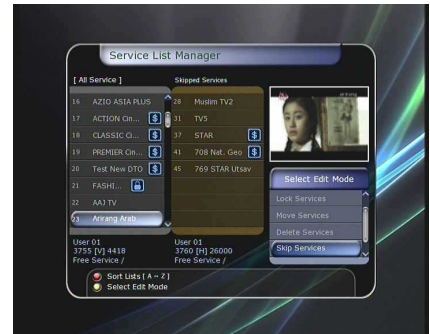 Service List Manager
[ All Service ]
Skipped Services
16 AZIO ASIA PLUS
17 ACTION Cin... $
18 CLASSIC Ci... $
19 PREMIER Cin... $
20 Test New DTO $
21 FASHI...
22 AAJ TV
23 Arirang Arab
28 Muslim TV2
31 TV5
37 STAR $
41 708 Nat. Geo $
45 769 STAR Utsav
Select Edit Mode
Lock Services
Move Services
Delete Services
Skip Services
User 01
3755 [V] 4418
Free Service /
User 01
3760 [H] 26000
Free Service /
Sort Lists [ A ~ Z ]
Select Edit Mode